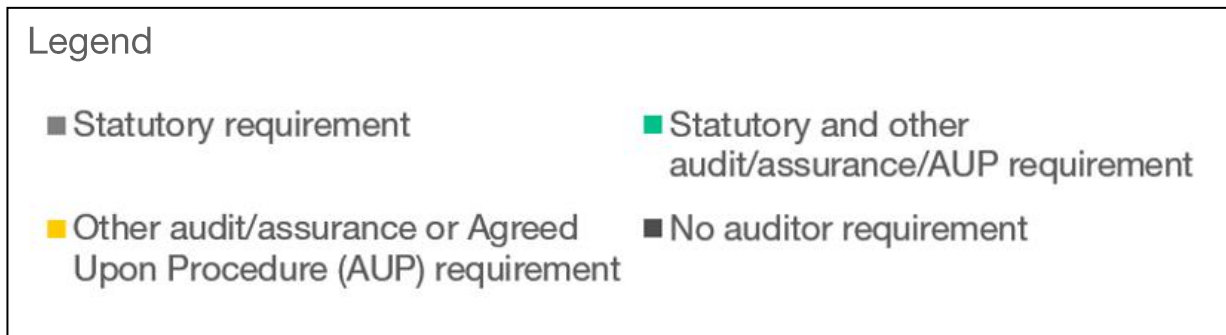 Legend
Statutory requirement
Statutory and other
audit/assurance/AUP requirement
Other audit/assurance or Agreed
Upon Procedure (AUP) requirement
No auditor requirement